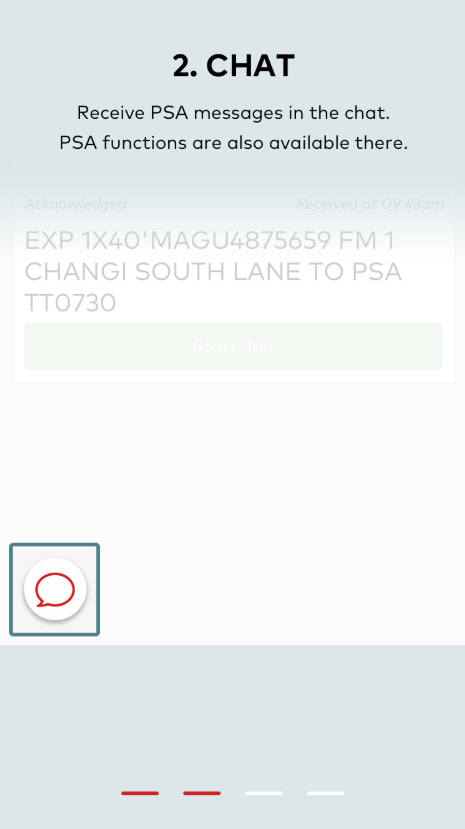 2. CHAT
Receive PSA messages in the chat.
PSA functions are also available there.
Acknowledged Received at 09:43am
EXP 1X40'MAGU4875659 FM 1
CHANGI SOUTH LANE TO PSA
TT0730
Start Job